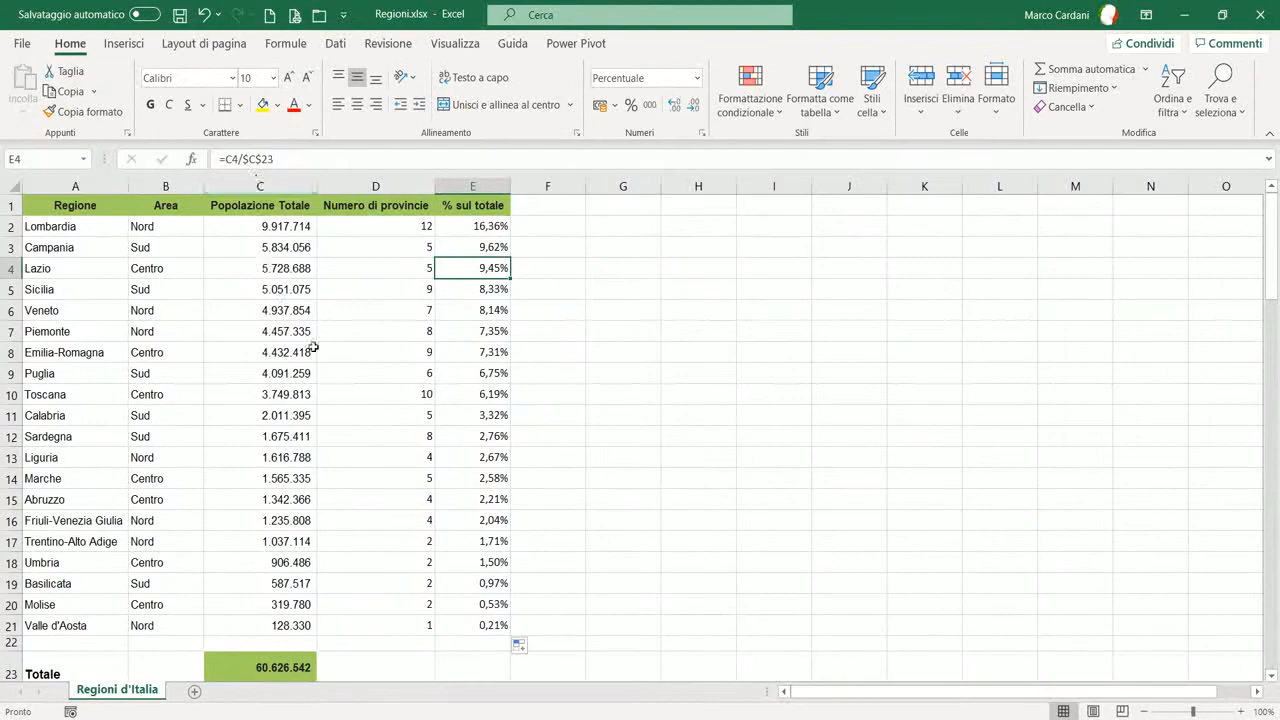 Salvataggio automatico
Regioni.xlsx - Excel
Cerca
Marco Cardani
File Home Inserisci Layout di pagina Formule Dati Revisione Visualizza Guida Power Pivot Condividi Commenti
Incolla
Taglia
Copia
Copia formato
Appunti
Calibri 10
G C S
Carattere
Testo a capo
Unisci e allinea al centro
Allineamento
Percentuale
% 000
Numeri
Formattazione condizionale
Formatta come tabella
Stili cella
Stili
Inserisci Elimina Formato
Celle
Somma automatica
Riempimento
Cancella
Ordina e filtra
Trova e seleziona
Modifica
E4 fx =C4/$C$23
A B C D E F G H I J K L M N O
1 Regione Area Popolazione Totale Numero di provincie % sul totale
2 Lombardia Nord 9.917.714 12 16,36%
3 Campania Sud 5.834.056 5 9,62%
4 Lazio Centro 5.728.688 5 9,45%
5 Sicilia Sud 5.051.075 9 8,33%
6 Veneto Nord 4.937.854 7 8,14%
7 Piemonte Nord 4.457.335 8 7,35%
8 Emilia-Romagna Centro 4.432.418 9 7,31%
9 Puglia Sud 4.091.259 6 6,75%
10 Toscana Centro 3.749.813 10 6,19%
11 Calabria Sud 2.011.395 5 3,32%
12 Sardegna Sud 1.675.411 8 2,76%
13 Liguria Nord 1.616.788 4 2,67%
14 Marche Centro 1.565.335 5 2,58%
15 Abruzzo Centro 1.342.366 4 2,21%
16 Friuli-Venezia Giulia Nord 1.235.808 4 2,04%
17 Trentino-Alto Adige Nord 1.037.114 2 1,71%
18 Umbria Centro 906.486 2 1,50%
19 Basilicata Sud 587.517 2 0,97%
20 Molise Centro 319.780 2 0,53%
21 Valle d'Aosta Nord 128.330 1 0,21%
22
23 Totale 60.626.542
Regioni d'Italia
Pronto
100%